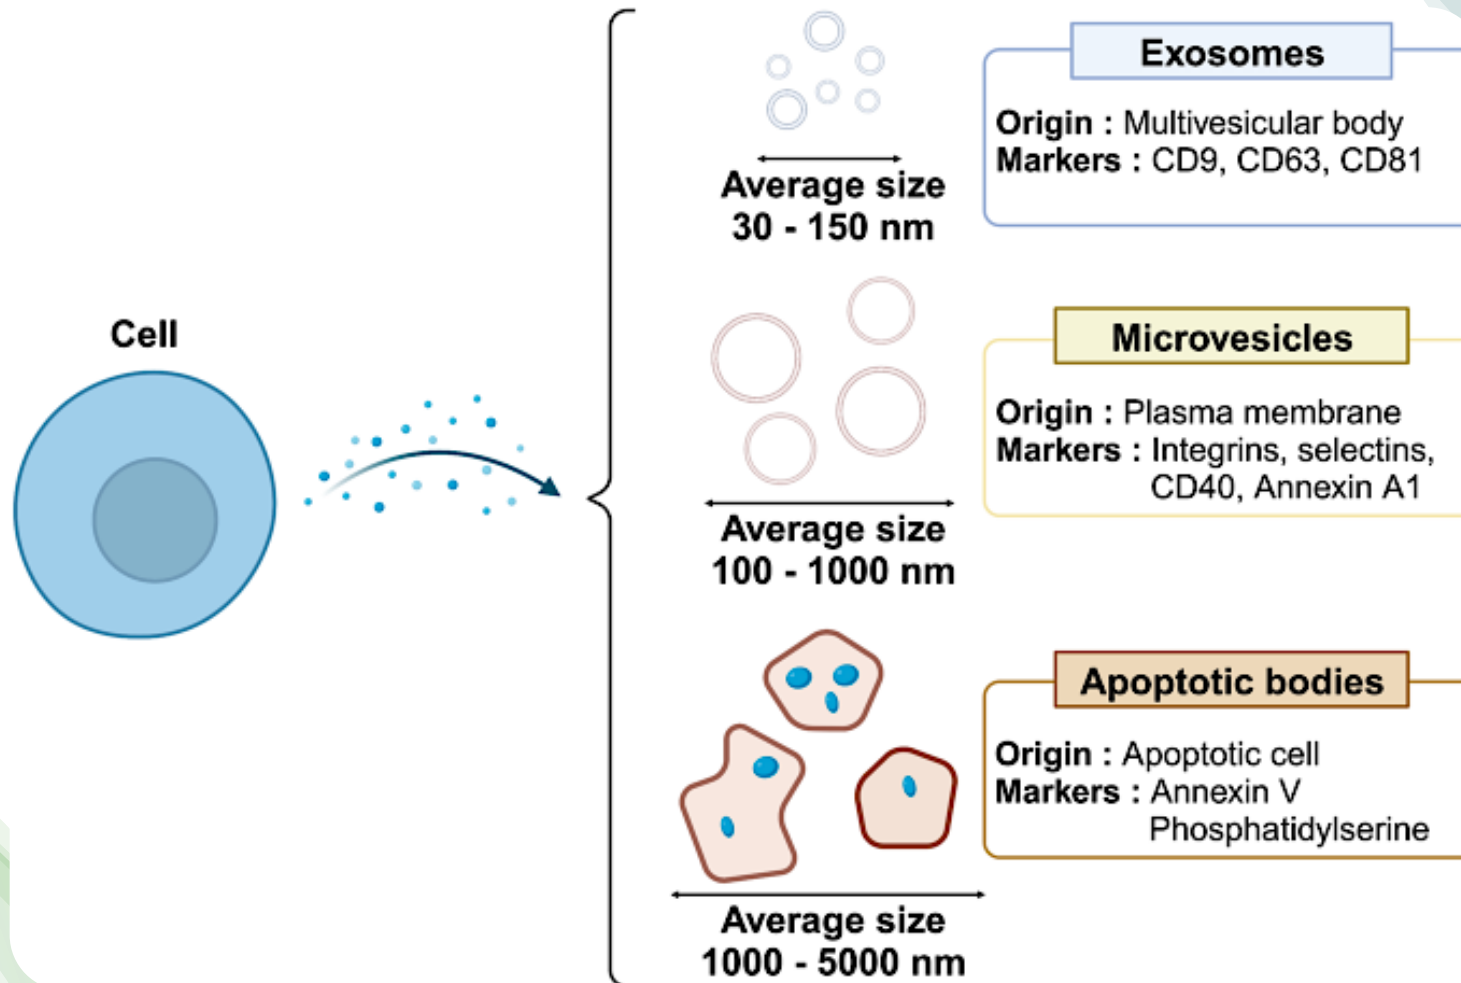 Cell
Average size
30 - 150 nm
Exosomes
Origin : Multivesicular body
Markers : CD9, CD63, CD81
Average size
100 - 1000 nm
Microvesicles
Origin : Plasma membrane
Markers : Integrins, selectins,
CD40, Annexin A1
Average size
1000 - 5000 nm
Apoptotic bodies
Origin : Apoptotic cell
Markers : Annexin V
Phosphatidylserine